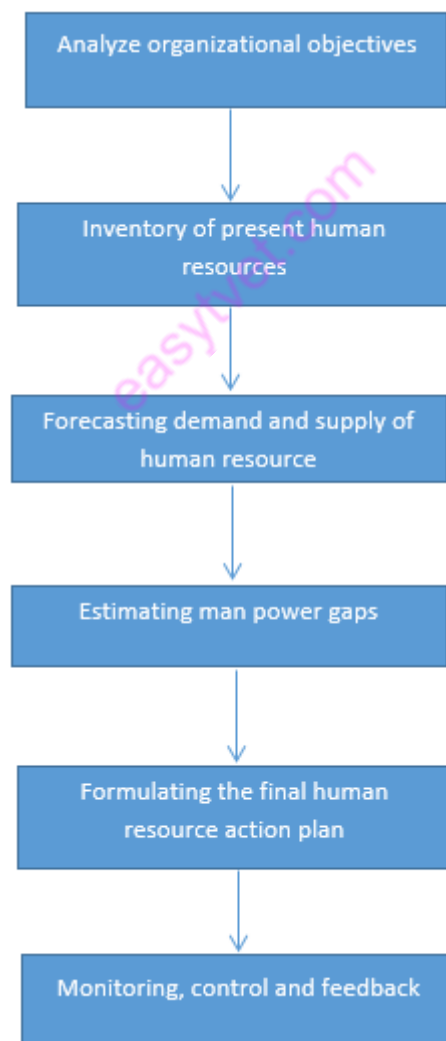 Analyze organizational objectives
Inventory of present human
resources
easytvet.com
Forecasting demand and supply of
human resource
Estimating man power gaps
Formulating the final human
resource action plan
Monitoring, control and feedback